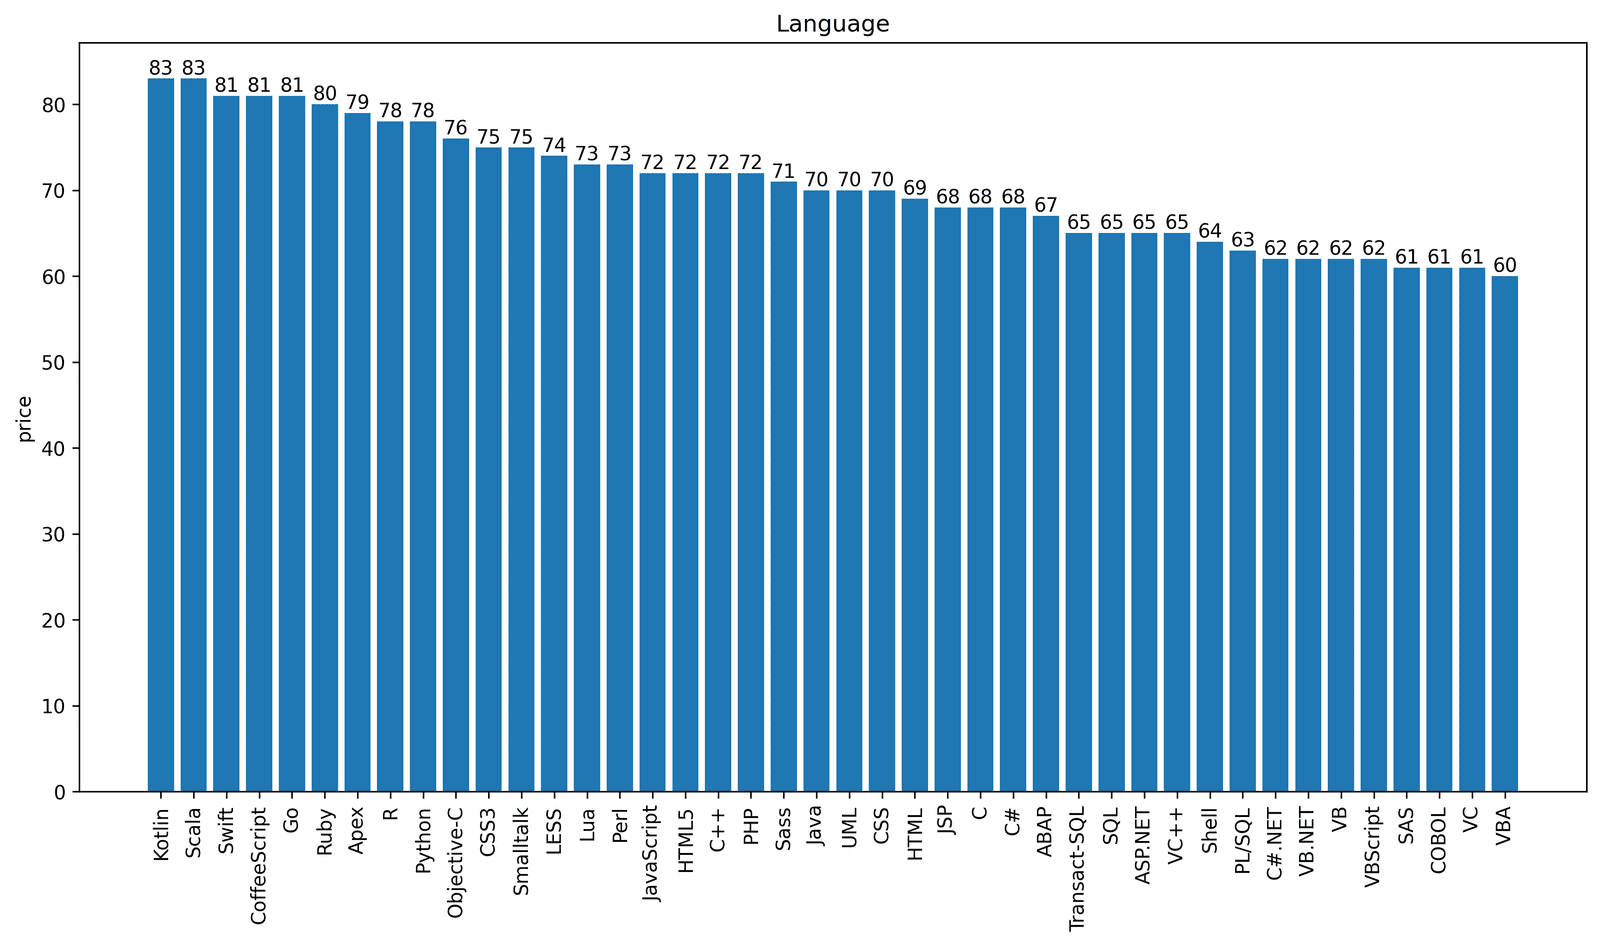 Language
price
80
70
60
50
40
30
20
10
0
83 83 81 81 81 80 79 78 78 76 75 75 74 73 73 72 72 72 72 71 70 70 70 69 68 68 68 67 65 65 65 65 64 63 62 62 62 62 61 61 61 60
Kotlin
Scala
Swift
CoffeeScript
Go
Ruby
Apex
R
Python
Objective-C
CSS3
Smalltalk
LESS
Lua
Perl
JavaScript
HTML5
C++
PHP
Sass
Java
UML
CSS
HTML
JSP
C
C#
ABAP
Transact-SQL
SQL
ASP.NET
VC++
Shell
PL/SQL
C#.NET
VB.NET
VB
VBScript
SAS
COBOL
VC
VBA